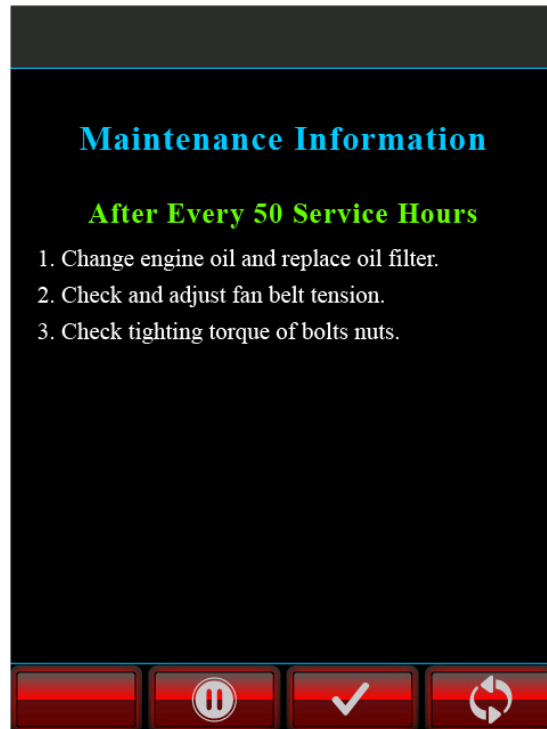 Maintenance Information
After Every 50 Service Hours
1. Change engine oil and replace oil filter.
2. Check and adjust fan belt tension.
3. Check tighting torque of bolts nuts.